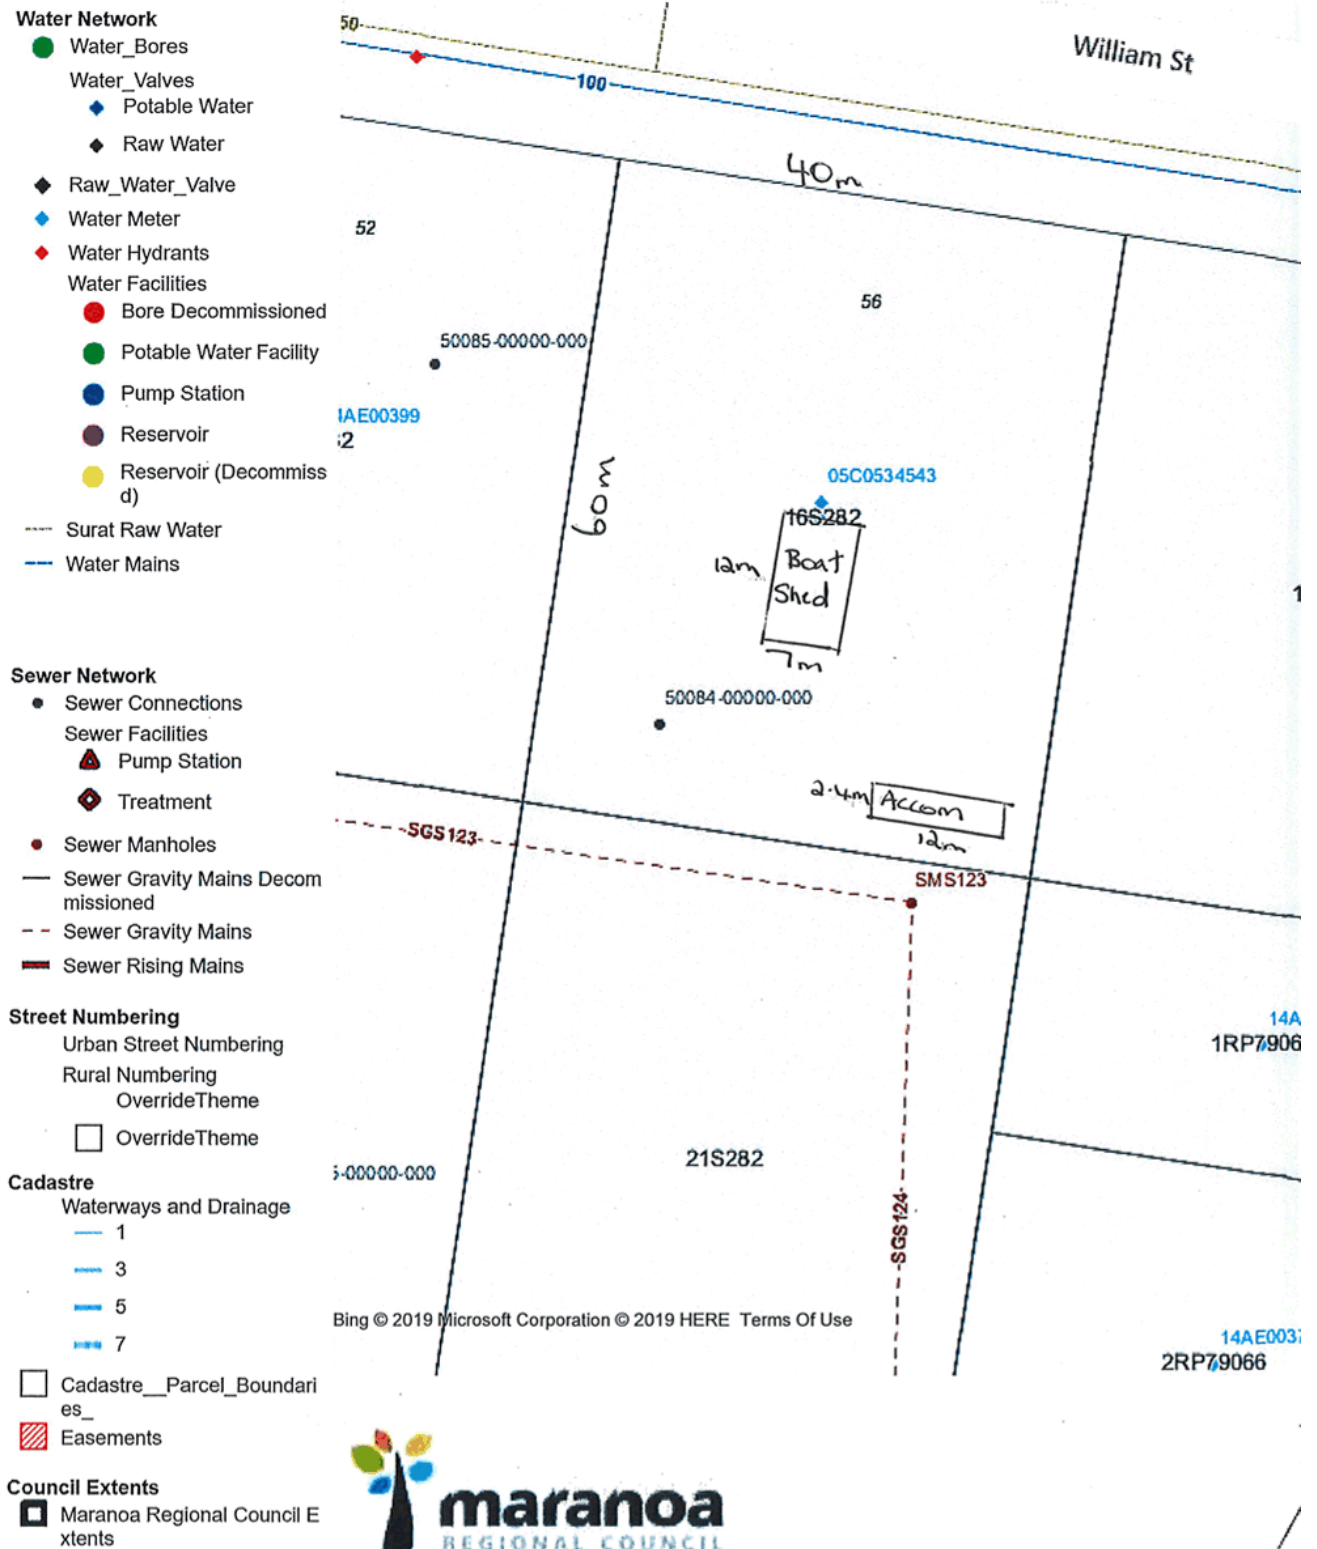 Water Network
Water_Bores
Water_Valves
Potable Water
Raw Water
Raw_Water_Valve
Water Meter
Water Hydrants
Water Facilities
Bore Decommissioned
Potable Water Facility
Pump Station
Reservoir
Reservoir (Decommiss
d)
Surat Raw Water
Water Mains
Sewer Network
Sewer Connections
Sewer Facilities
Pump Station
Treatment
Sewer Manholes
Sewer Gravity Mains Decom
missioned
Sewer Gravity Mains
Sewer Rising Mains
Street Numbering
Urban Street Numbering
Rural Numbering
OverrideTheme
OverrideTheme
Cadastre
Waterways and Drainage
1
3
5
7
Cadastre__Parcel_Boundari
es_
Easements
Council Extents
Maranoa Regional Council E
xtents
50
William St
100
40m
52
56
50085-00000-000
AE00399
2
60m
05C0534543
16S282
12m
Boat
Shed
7m
50084-00000-000
2.4m
Accom
12m
SGS123
SMS123
1
14A
1RP7906
21S282
5-00000-000
SGS124
Bing © 2019 Microsoft Corporation © 2019 HERE Terms Of Use
14AE0037
2RP79066
maranoa
REGIONAL COUNCIL